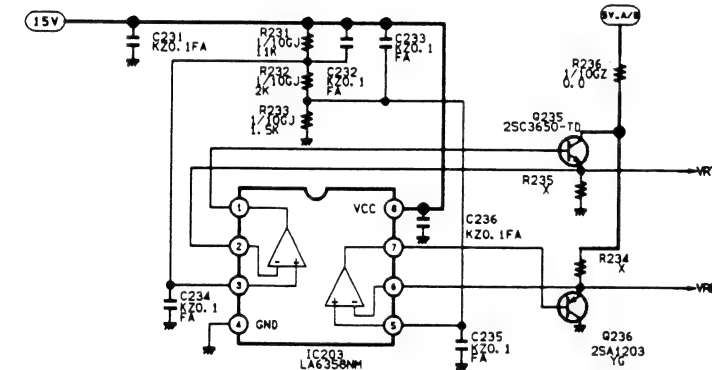 15V
5V-A/B
C231
KZ0.1FA
R231
1/10GJ
11K
C233
KZ0.1
FA
R232
1/10GJ
2K
C232
KZ0.1
FA
R233
1/10GJ
1.5K
R236
1/10GZ
0.0
Q235
2SC3650-TD
R235
X
1
2
3
4
GND
VCC
8
7
6
5
C236
KZ0.1FA
C234
KZ0.1
FA
R234
X
IC203
LA6358NM
C235
KZ0.1
FA
Q236
2SA1203
YG